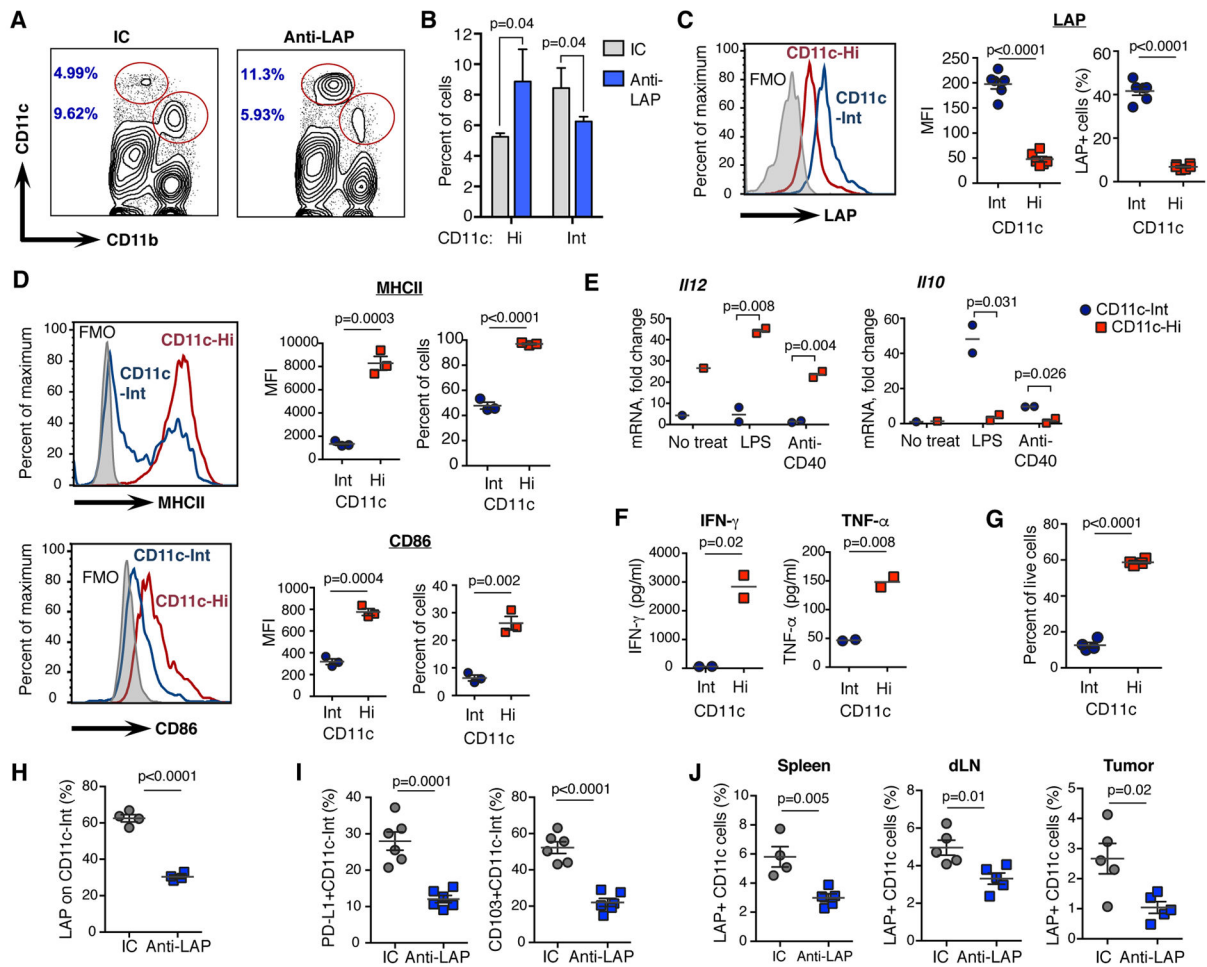 A
IC
Anti-LAP
4.99%
9.62%
11.3%
5.93%
CD11c
CD11b
B
p=0.04
p=0.04
IC
Anti-
LAP
Percent of cells
12
10
8
6
4
2
0
CD11c:
Hi
Int
C
LAP
CD11c-Hi
FMO
CD11c
-Int
Percent of maximum
100
80
60
40
20
0
LAP
p<0.0001
MFI
250
200
150
100
50
0
Int Hi
CD11c
p<0.0001
LAP+ cells (%)
60
40
20
0
Int Hi
CD11c
D
MHCII
FMO
CD11c-Hi
CD11c
-Int
Percent of maximum
100
90
80
70
60
50
40
30
20
10
0
MHCII
p=0.0003
MFI
10000
8000
6000
4000
2000
0
Int Hi
CD11c
p<0.0001
Percent of cells
100
80
60
40
20
0
Int Hi
CD11c
CD86
CD11c-Int
FMO
CD11c-Hi
Percent of maximum
100
90
80
70
60
50
40
30
20
10
0
CD86
p=0.0004
MFI
1000
800
600
400
200
0
Int Hi
CD11c
p=0.002
Percent of cells
40
30
20
10
0
Int Hi
CD11c
E
Il12
p=0.008
p=0.004
mRNA, fold change
50
40
30
20
10
0
No treat LPS Anti-
CD40
Il10
p=0.031
p=0.026
mRNA, fold change
60
40
20
0
No treat LPS Anti-
CD40
CD11c-Int
CD11c-Hi
F
IFN-γ
p=0.02
IFN-γ (pg/ml)
4000
3000
2000
1000
0
Int Hi
CD11c
TNF-α
p=0.008
TNF-α (pg/ml)
200
150
100
50
0
Int Hi
CD11c
G
p<0.0001
Percent of live cells
80
60
40
20
0
Int Hi
CD11c
H
p<0.0001
LAP on CD11c-Int (%)
80
60
40
20
0
IC Anti-LAP
I
p=0.0001
PD-L1+CD11c-Int (%)
40
30
20
10
0
IC Anti-LAP
p<0.0001
CD103+CD11c-Int (%)
80
60
40
20
0
IC Anti-LAP
J
Spleen
p=0.005
LAP+ CD11c cells (%)
10
8
6
4
2
0
IC Anti-LAP
dLN
p=0.01
LAP+ CD11c cells (%)
8
6
4
2
0
IC Anti-LAP
Tumor
p=0.02
LAP+ CD11c cells (%)
5
4
3
2
1
0
IC Anti-LAP